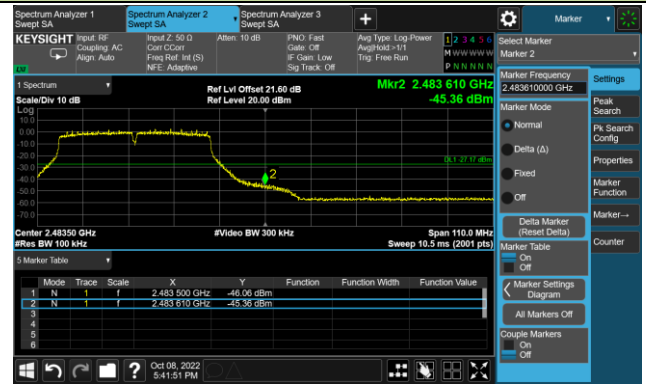 Spectrum Analyzer 1
Swept SA
Spectrum Analyzer 2
Swept SA
Spectrum Analyzer 3
Swept SA
+
Marker
KEYSIGHT
Input: RF
Coupling: AC
Align: Auto
Input Z: 50 Ω
Corr CCorr
Freq Ref: Int (S)
NFE: Adaptive
Atten: 10 dB
PNO: Fast
Gate: Off
IF Gain: Low
Sig Track: Off
Avg Type: Log-Power
Avg|Hold:>1/1
Trig: Free Run
1 2 3 4 5 6
M W W W W W
P N N N N N
Select Marker
Marker 2
1 Spectrum
Scale/Div 10 dB
Log
Ref Lvl Offset 21.60 dB
Ref Level 20.00 dBm
Mkr2 2.483 610 GHz
-45.36 dBm
10.0
0.00
-10.0
-20.0
-30.0
-40.0
-50.0
-60.0
-70.0
DL1 -27.17 dBm
2
Center 2.48350 GHz
#Res BW 100 kHz
#Video BW 300 kHz
Span 110.0 MHz
Sweep 10.5 ms (2001 pts)
5 Marker Table
Mode Trace Scale X Y Function Function Width Function Value
1 N 1 f 2.483 500 GHz -46.06 dBm
2 N 1 f 2.483 610 GHz -45.36 dBm
3
4
5
6
Marker Frequency
2.483610000 GHz
Marker Mode
Normal
Delta (Δ)
Fixed
Off
Delta Marker
(Reset Delta)
Marker Table
On
Off
Marker Settings
Diagram
All Markers Off
Couple Markers
On
Off
Settings
Peak
Search
Pk Search
Config
Properties
Marker
Function
Marker→
Counter
?
Oct 08, 2022
5:41:51 PM